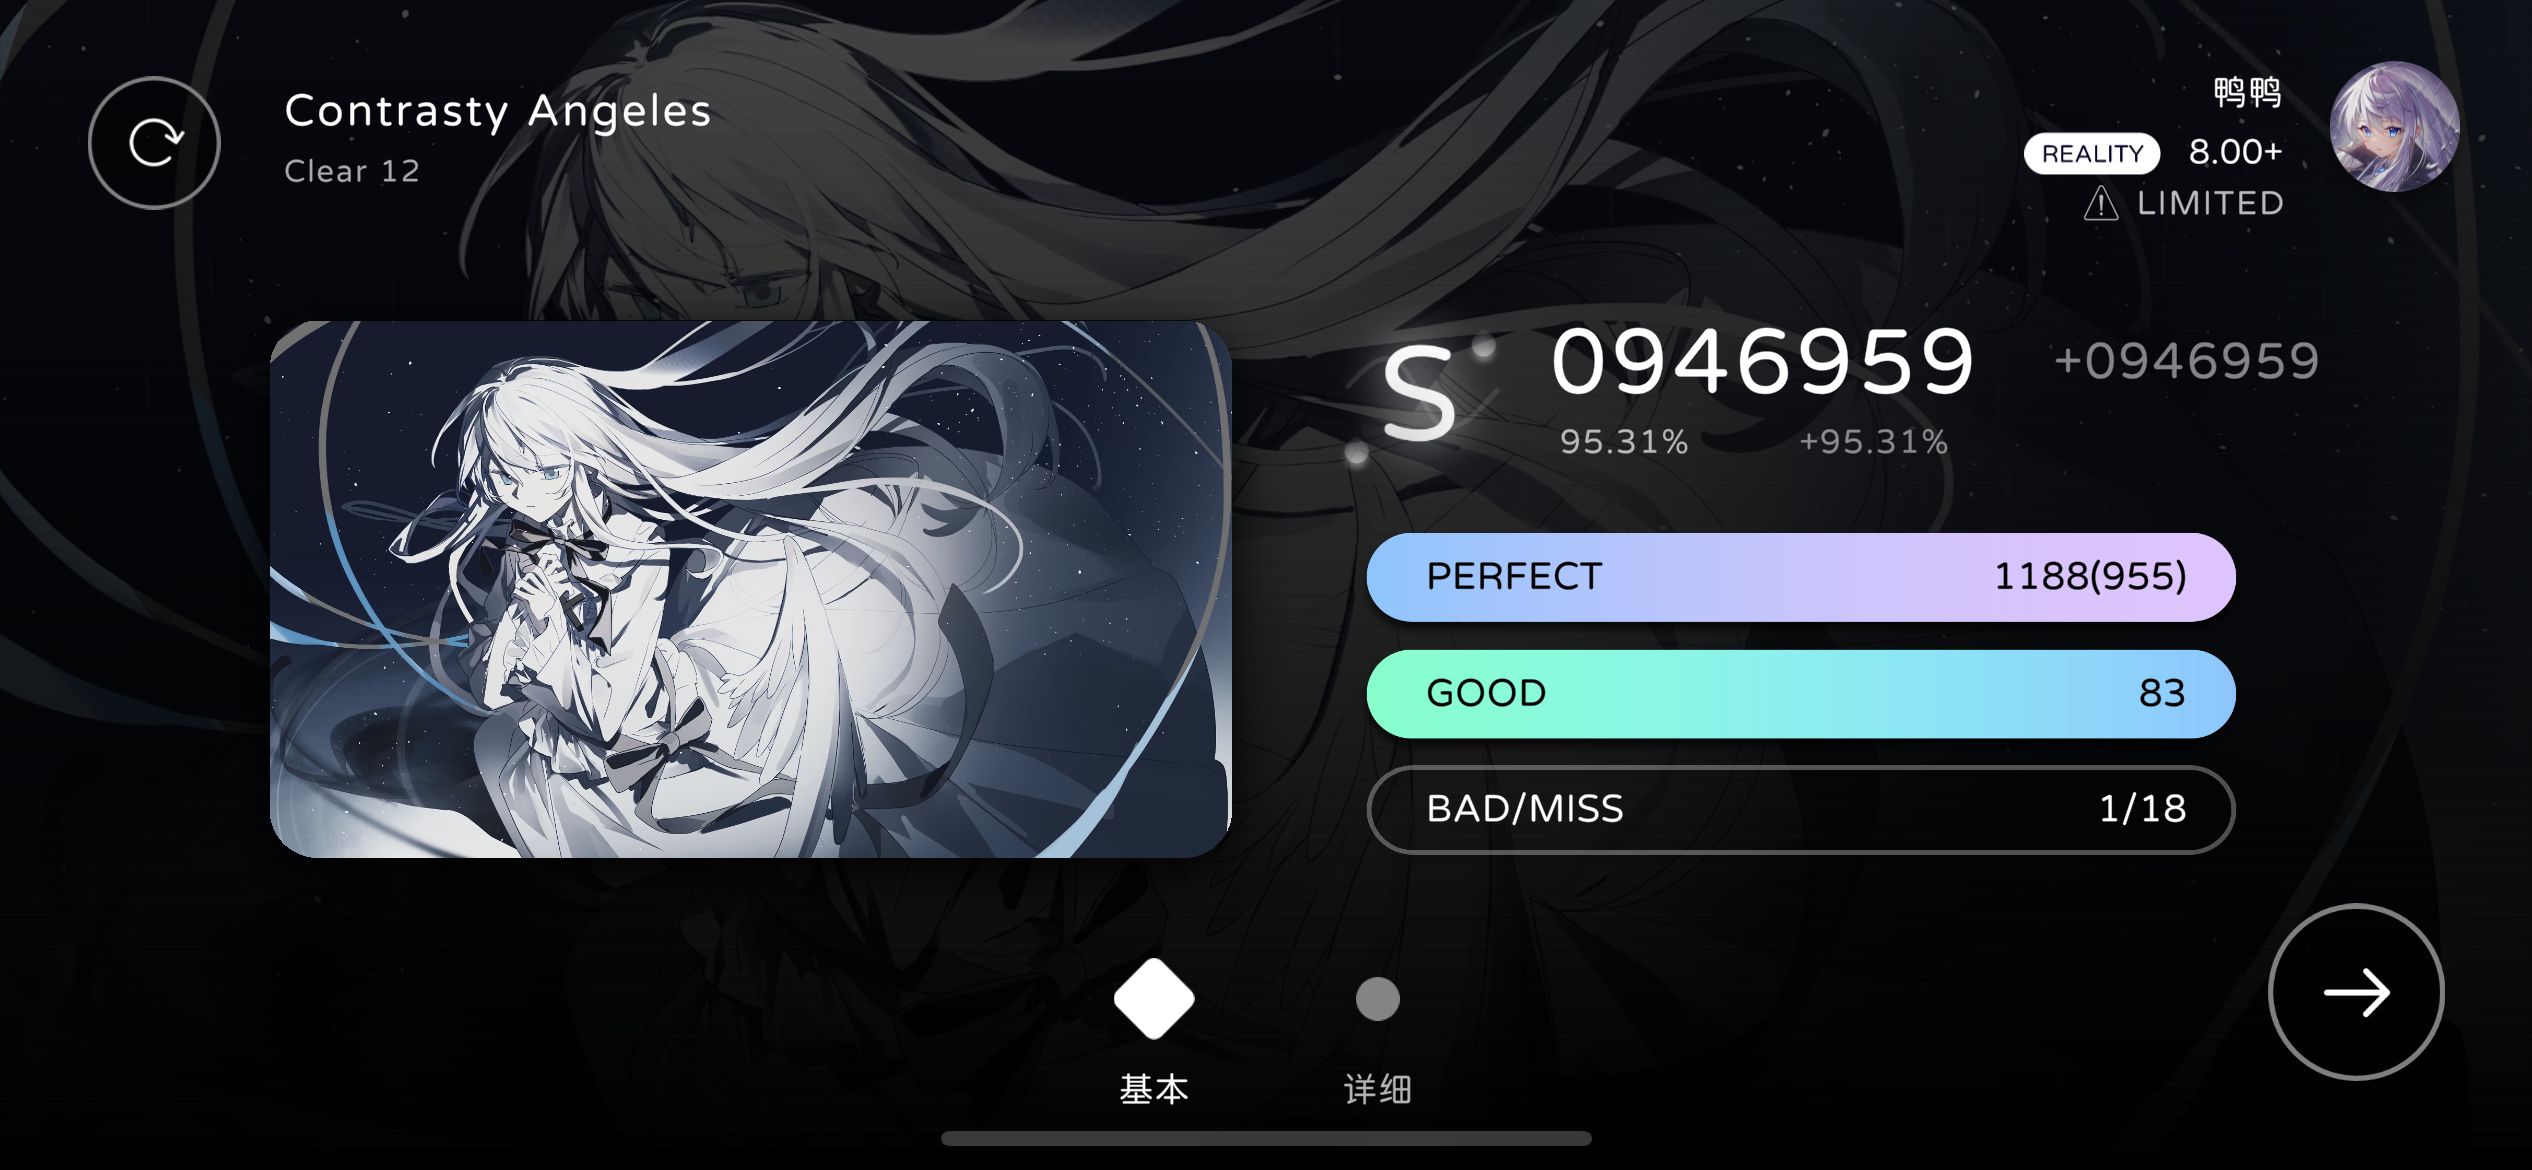 Contrasty Angeles
Clear 12
鸭鸭
REALITY 8.00+
LIMITED
S 0946959 +0946959
95.31% +95.31%
PERFECT 1188(955)
GOOD 83
BAD/MISS 1/18
基本 详细